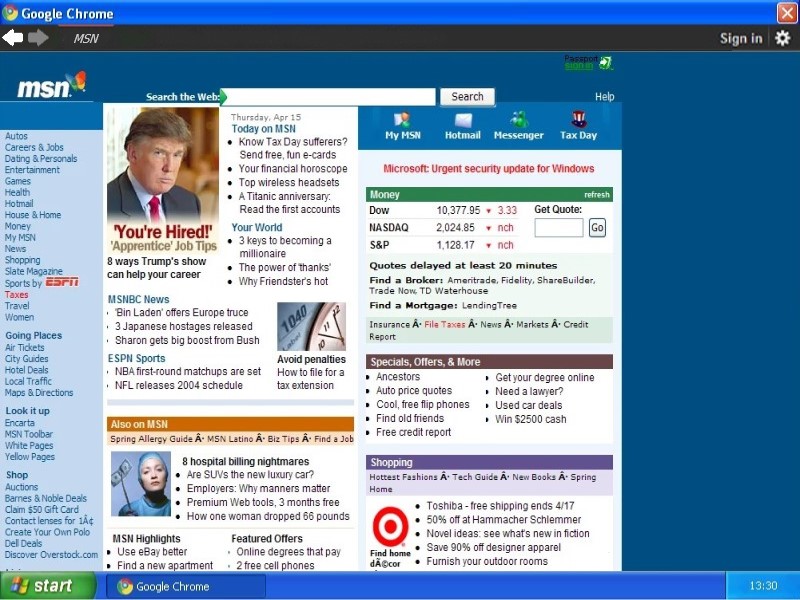 Google Chrome
MSN
Sign in
Passport
sign in
msn
Search the Web:
Search
Help
Autos
Careers & Jobs
Dating & Personals
Entertainment
Games
Health
Hotmail
House & Home
Money
My MSN
News
Shopping
Slate Magazine
Sports by ESPN
Taxes
Travel
Women
Going Places
Air Tickets
City Guides
Hotel Deals
Local Traffic
Maps & Directions
Look it up
Encarta
MSN Toolbar
White Pages
Yellow Pages
Shop
Auctions
Barnes & Noble Deals
Claim $50 Gift Card
Contact lenses for 1Â¢
Create Your Own Polo
Dell Deals
Discover Overstock.com
'You're Hired!'
'Apprentice' Job Tips
8 ways Trump's show
can help your career
Thursday, Apr 15
Today on MSN
Know Tax Day sufferers?
Send free, fun e-cards
Your financial horoscope
Top wireless headsets
A Titanic anniversary:
Read the first accounts
Your World
3 keys to becoming a
millionaire
The power of 'thanks'
Why Friendster's hot
MSNBC News
'Bin Laden' offers Europe truce
3 Japanese hostages released
Sharon gets big boost from Bush
ESPN Sports
NBA first-round matchups are set
NFL releases 2004 schedule
1040
Avoid penalties
How to file for a
tax extension
Also on MSN
Spring Allergy Guide Â· MSN Latino Â· Biz Tips Â· Find a Job
8 hospital billing nightmares
Are SUVs the new luxury car?
Employers: Why manners matter
Premium Web tools, 3 months free
How one woman dropped 66 pounds
MSN Highlights
Use eBay better
Find a new apartment
Featured Offers
Online degrees that pay
2 free cell phones
My MSN
Hotmail
Messenger
Tax Day
Microsoft: Urgent security update for Windows
Money
refresh
Dow 10,377.95 ▼ 3.33
NASDAQ 2,024.85 ▼ nch
S&P 1,128.17 ▼ nch
Get Quote:
Go
Quotes delayed at least 20 minutes
Find a Broker: Ameritrade, Fidelity, ShareBuilder,
Trade Now, TD Waterhouse
Find a Mortgage: LendingTree
Insurance Â· File Taxes Â· News Â· Markets Â· Credit
Report
Specials, Offers, & More
Ancestors
Auto price quotes
Cool, free flip phones
Find old friends
Free credit report
Get your degree online
Need a lawyer?
Used car deals
Win $2500 cash
Shopping
Hottest Fashions Â· Tech Guide Â· New Books Â· Spring
Home
Find home
dÃ©cor
Toshiba - free shipping ends 4/17
50% off at Hammacher Schlemmer
Novel ideas: see what's new in fiction
Save 90% off designer apparel
Furnish your outdoor rooms
start
Google Chrome
13:30